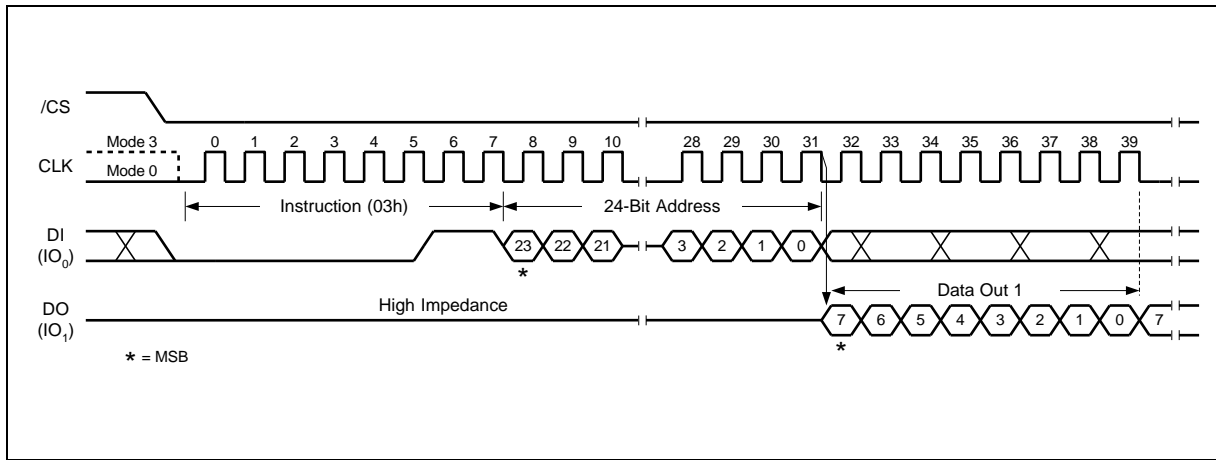 /CS
Mode 3 0 1 2 3 4 5 6 7 8 9 10 28 29 30 31 32 33 34 35 36 37 38 39
CLK Mode 0
Instruction (03h) 24-Bit Address
DI
(IO0)
23 22 21 3 2 1 0
*
High Impedance
Data Out 1
DO
(IO1)
7 6 5 4 3 2 1 0 7
*
* = MSB